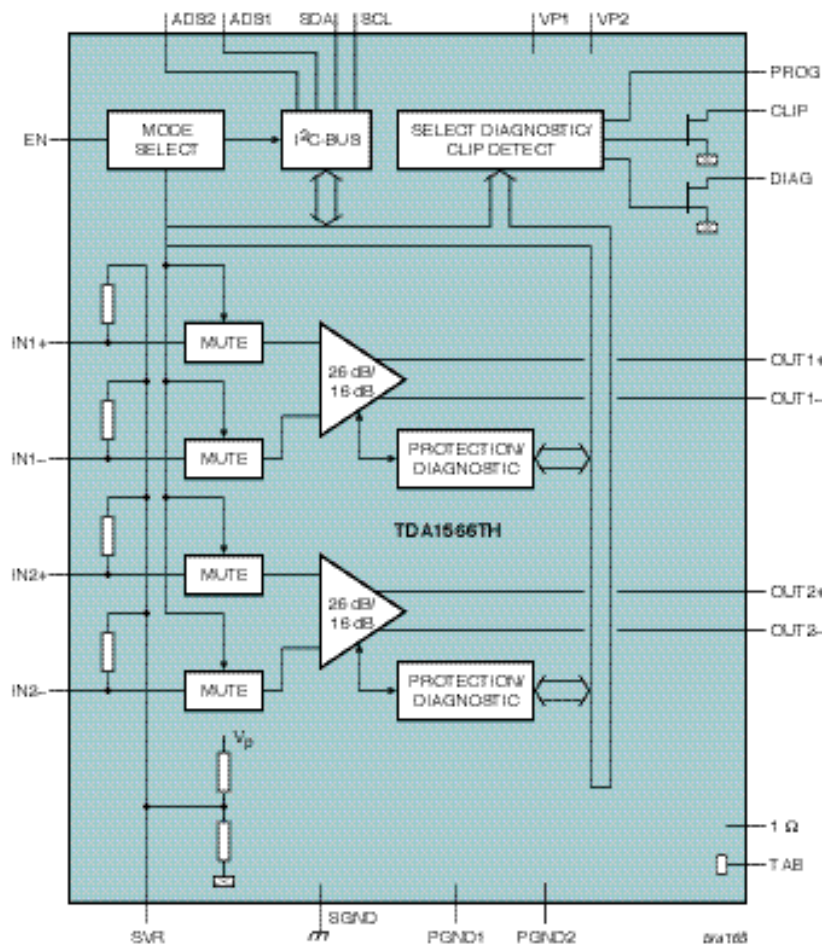 ADS2 ADS1 SDA SCL VP1 VP2
PROG
CLIP
EN
MODE
SELECT
I²C-BUS
SELECT DIAGNOSTIC/
CLIP DETECT
DIAG
IN1+
MUTE
26 dB/
16 dB
OUT1+
OUT1–
IN1–
MUTE
PROTECTION/
DIAGNOSTIC
TDA1566TH
IN2+
MUTE
26 dB/
16 dB
OUT2+
OUT2–
IN2–
MUTE
PROTECTION/
DIAGNOSTIC
Vp
1 Ω
TAB
SVR
SGND
PGND1
PGND2